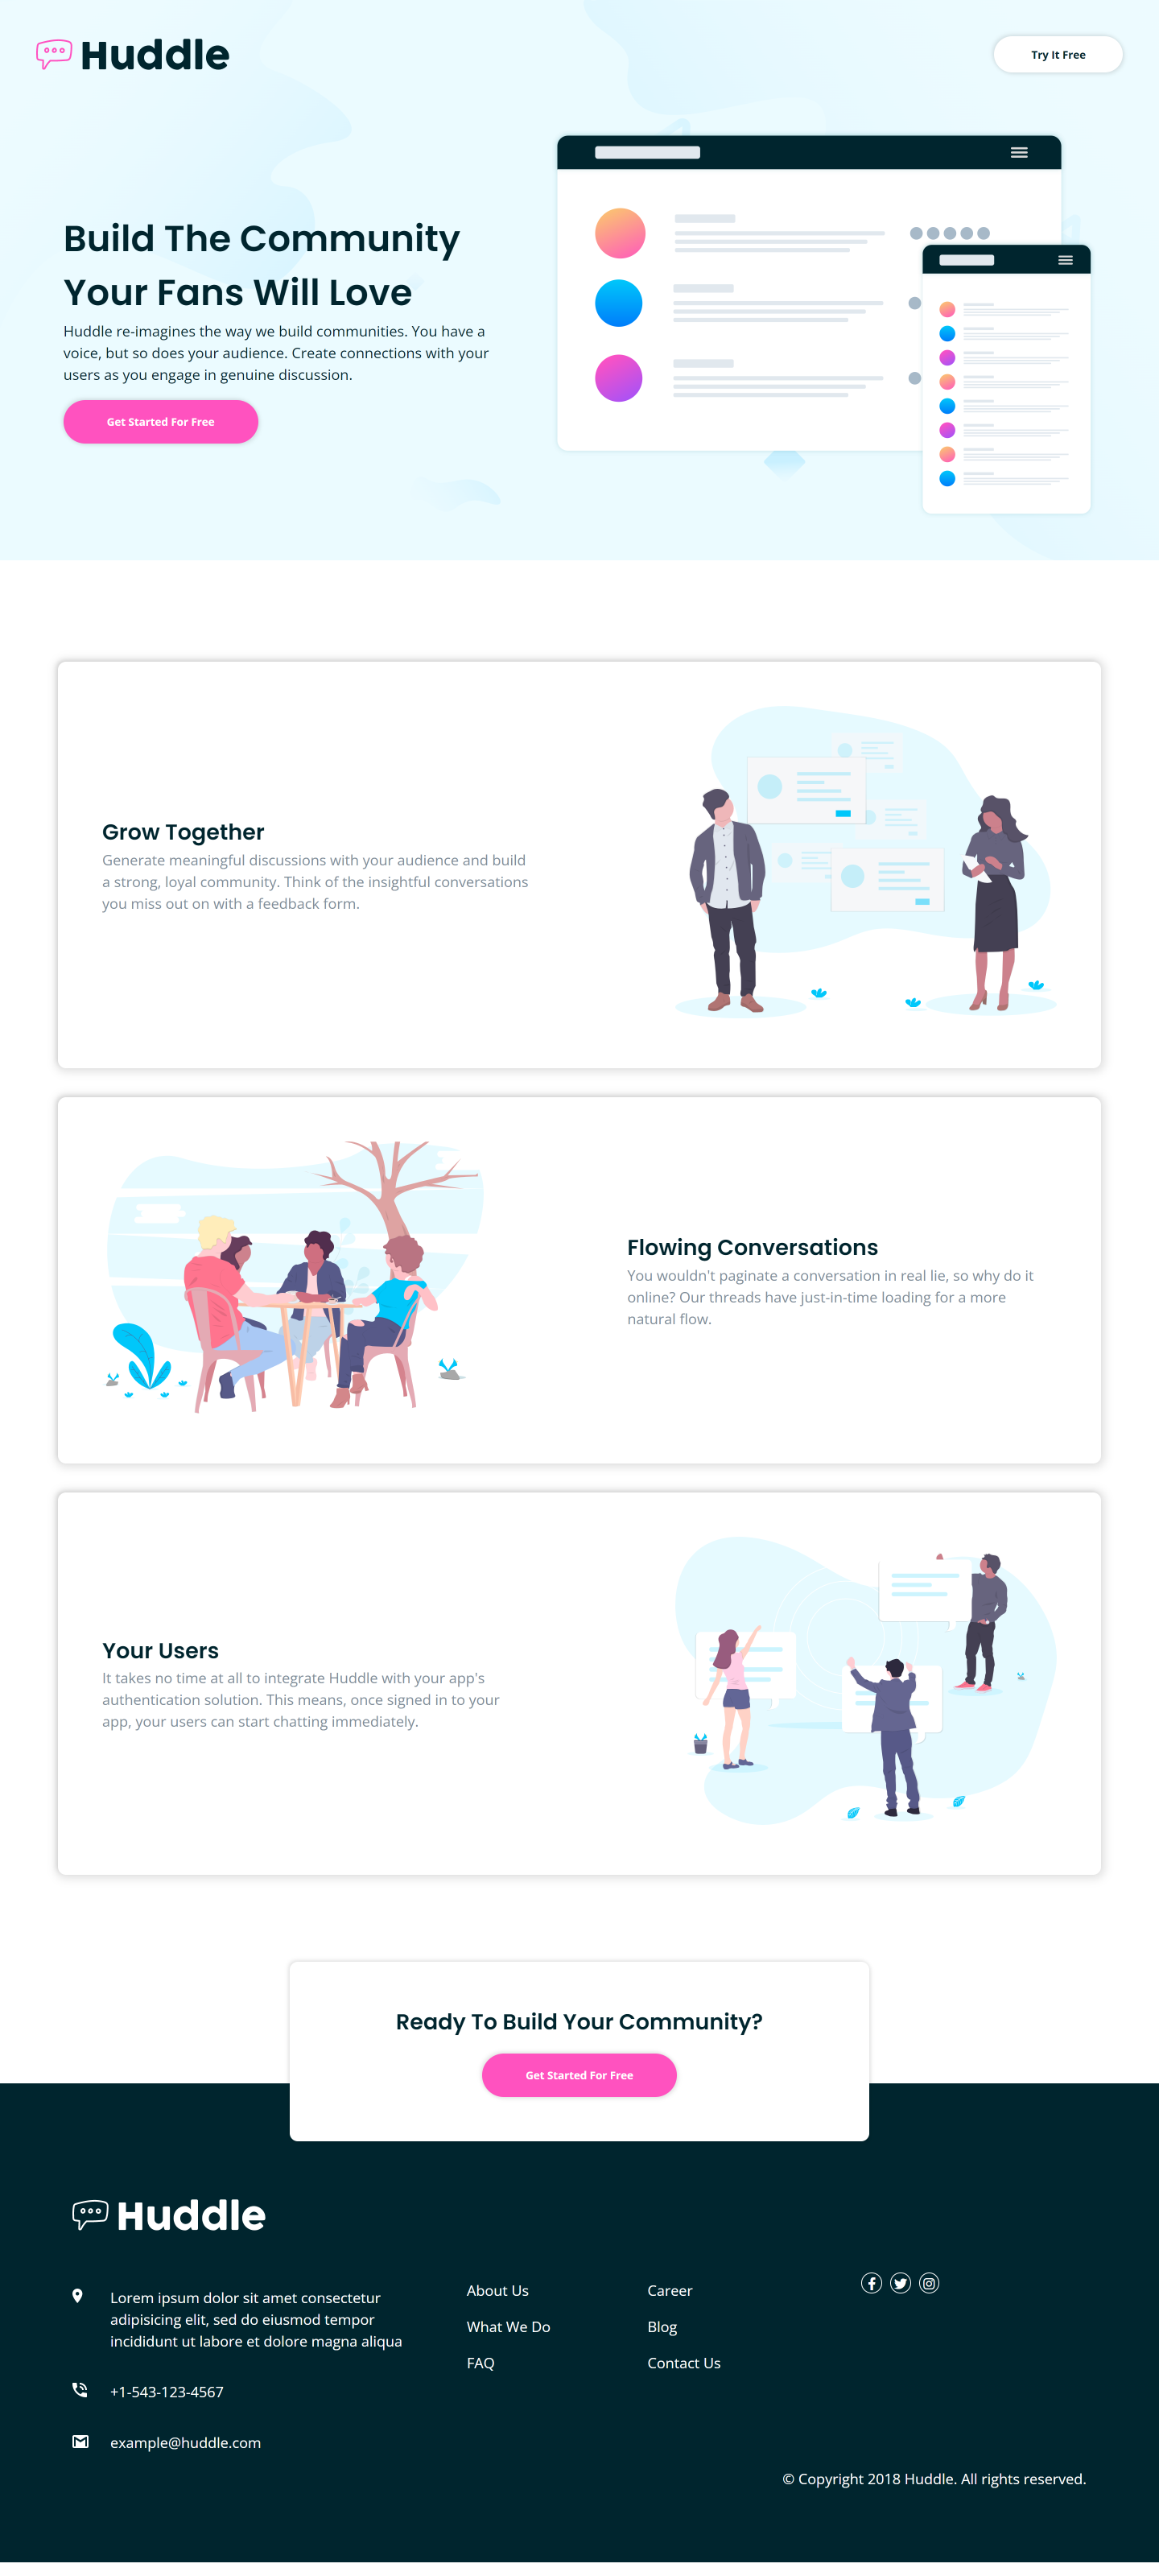 Huddle
Try It Free
Build The Community
Your Fans Will Love
Huddle re-imagines the way we build communities. You have a
voice, but so does your audience. Create connections with your
users as you engage in genuine discussion.
Get Started For Free
Grow Together
Generate meaningful discussions with your audience and build
a strong, loyal community. Think of the insightful conversations
you miss out on with a feedback form.
Flowing Conversations
You wouldn't paginate a conversation in real lie, so why do it
online? Our threads have just-in-time loading for a more
natural flow.
Your Users
It takes no time at all to integrate Huddle with your app's
authentication solution. This means, once signed in to your
app, your users can start chatting immediately.
Ready To Build Your Community?
Get Started For Free
Huddle
Lorem ipsum dolor sit amet consectetur
adipisicing elit, sed do eiusmod tempor
incididunt ut labore et dolore magna aliqua
+1-543-123-4567
example@huddle.com
About Us
What We Do
FAQ
Career
Blog
Contact Us
© Copyright 2018 Huddle. All rights reserved.